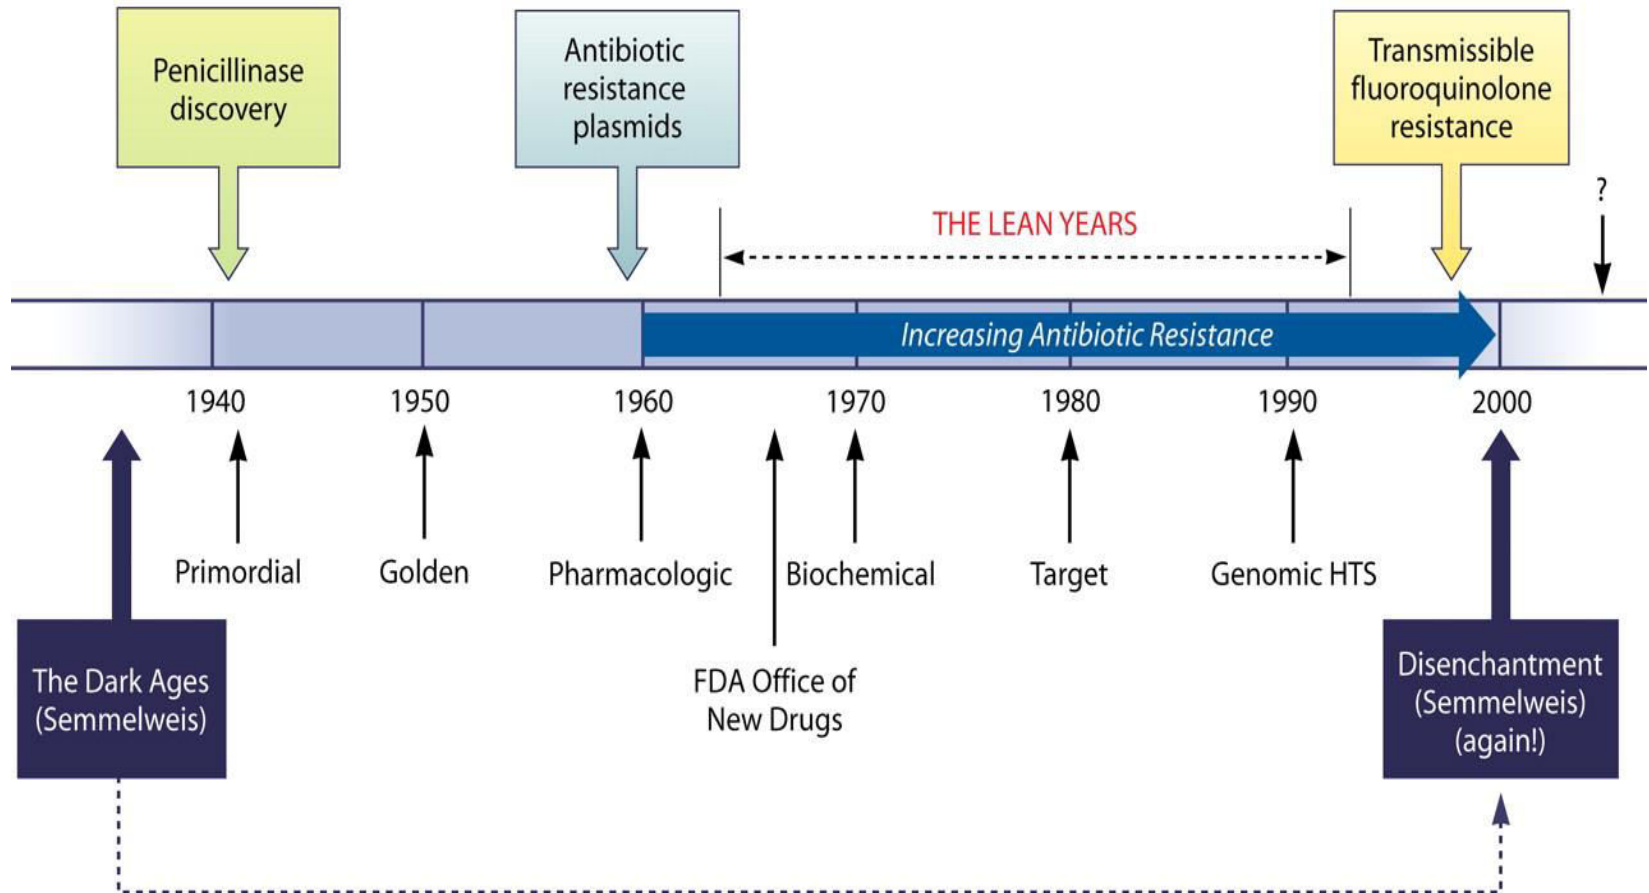 Penicillinase
discovery
Antibiotic
resistance
plasmids
Transmissible
fluoroquinolone
resistance
?
THE LEAN YEARS
Increasing Antibiotic Resistance
1940
1950
1960
1970
1980
1990
2000
Primordial
Golden
Pharmacologic
Biochemical
Target
Genomic HTS
The Dark Ages
(Semmelweis)
FDA Office of
New Drugs
Disenchantment
(Semmelweis)
(again!)